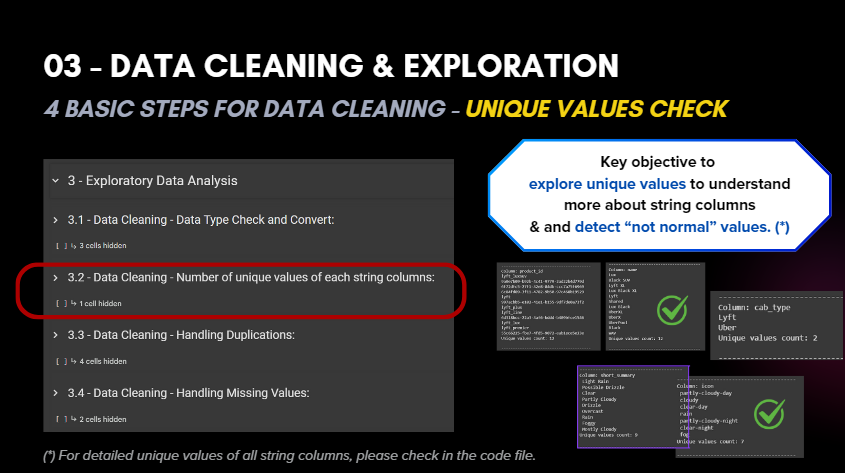 03 - DATA CLEANING & EXPLORATION
4 BASIC STEPS FOR DATA CLEANING - UNIQUE VALUES CHECK
3 - Exploratory Data Analysis
3.1 - Data Cleaning - Data Type Check and Convert:
[ ] ↳ 3 cells hidden
3.2 - Data Cleaning - Number of unique values of each string columns:
[ ] ↳ 1 cell hidden
3.3 - Data Cleaning - Handling Duplications:
[ ] ↳ 4 cells hidden
3.4 - Data Cleaning - Handling Missing Values:
[ ] ↳ 2 cells hidden
Key objective to
explore unique values to understand
more about string columns
& and detect “not normal” values. (*)
Column: product_id
lyft_luxsuv
lyft
lyft_plus
lyft_line
lyft_lux
lyft_premier
Unique values count: 12
Column: name
Lux
Black SUV
Lyft XL
Lux Black XL
Lyft
Shared
Lux Black
UberXL
UberX
UberPool
Black
WAV
Unique values count: 12
Column: cab_type
Lyft
Uber
Unique values count: 2
Column: short_summary
Light Rain
Possible Drizzle
Clear
Partly Cloudy
Drizzle
Overcast
Rain
Foggy
Mostly Cloudy
Unique values count: 9
Column: icon
partly-cloudy-day
cloudy
clear-day
rain
partly-cloudy-night
clear-night
fog
Unique values count: 7
(*) For detailed unique values of all string columns, please check in the code file.